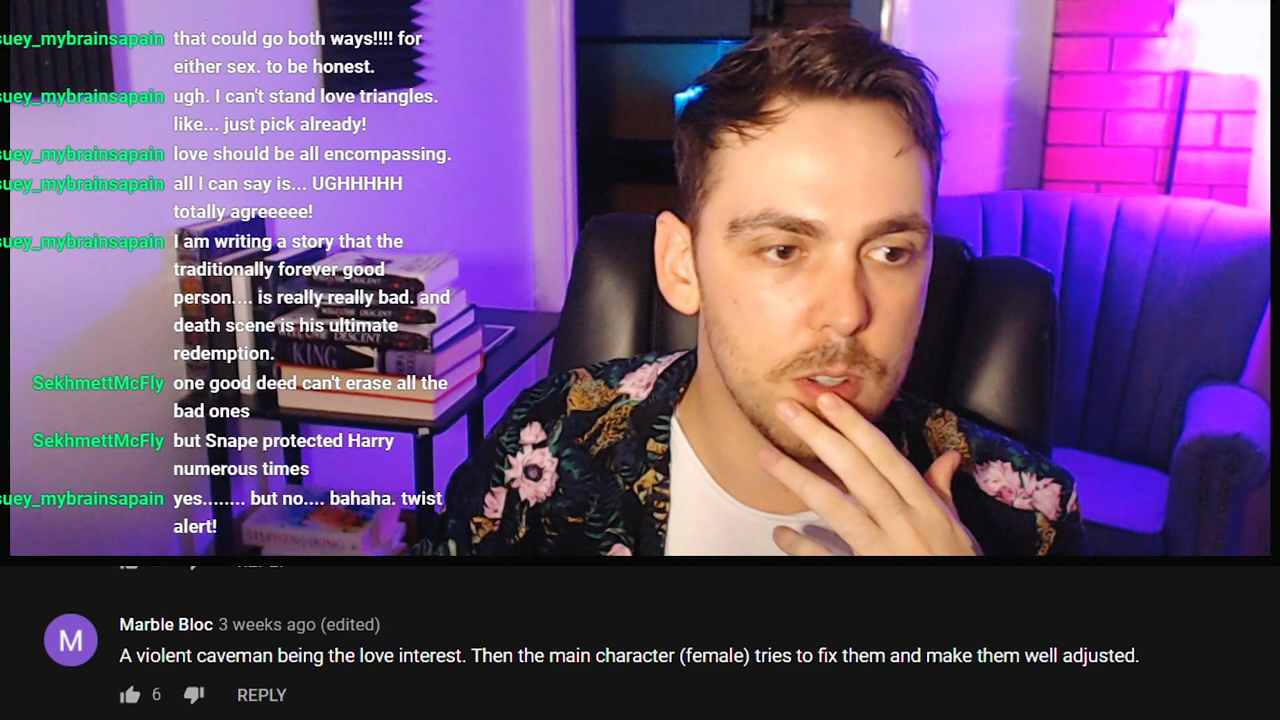 suey_mybrainsapain that could go both ways!!!! for
either sex. to be honest.
suey_mybrainsapain ugh. I can't stand love triangles.
like... just pick already!
suey_mybrainsapain love should be all encompassing.
suey_mybrainsapain all I can say is... UGHHHHH
totally agreeeee!
suey_mybrainsapain I am writing a story that the
traditionally forever good
person.... is really really bad. and
death scene is his ultimate
redemption.
SekhmettMcFly one good deed can't erase all the
bad ones
SekhmettMcFly but Snape protected Harry
numerous times
suey_mybrainsapain yes........ but no.... bahaha. twist
alert!
DESCENT
KING
STEPHEN KING
M
Marble Bloc 3 weeks ago (edited)
A violent caveman being the love interest. Then the main character (female) tries to fix them and make them well adjusted.
6 REPLY